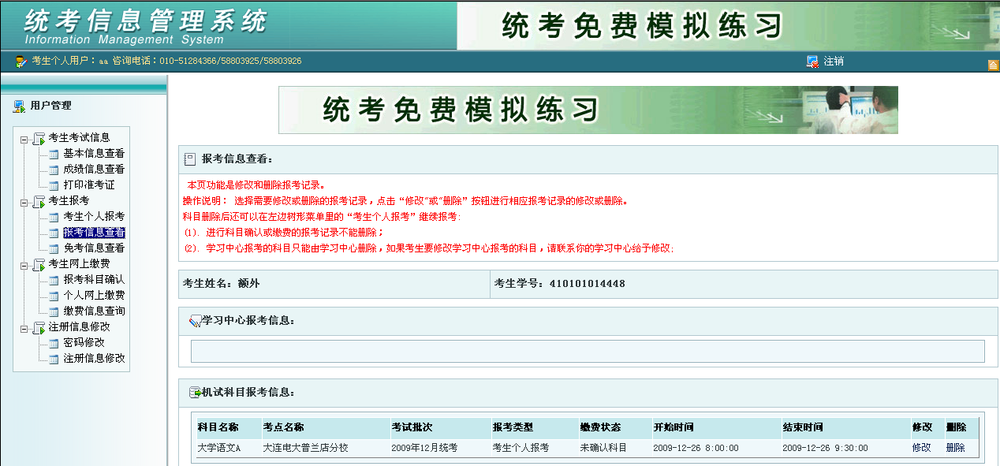 统考信息管理系统
Information Management System
统考免费模拟练习
考生个人用户：aa 咨询电话：010-51284366/58803925/58803926
注销
用户管理
考生考试信息
基本信息查看
成绩信息查看
打印准考证
考生报考
考生个人报考
报考信息查看
免考信息查看
考生网上缴费
报考科目确认
个人网上缴费
缴费信息查询
注册信息修改
密码修改
注册信息修改
统考免费模拟练习
报考信息查看：
本页功能是修改和删除报考记录。
操作说明： 选择需要修改或删除的报考记录，点击“修改”或“删除”按钮进行相应报考记录的修改或删除。
科目删除后还可以在左边树形菜单里的“考生个人报考”继续报考；
(1). 进行科目确认或缴费的报考记录不能删除；
(2). 学习中心报考的科目只能由学习中心删除，如果考生要修改学习中心报考的科目，请联系你的学习中心给予修改；
考生姓名：额外 考生学号：410101014448
学习中心报考信息：
机试科目报考信息：
科目名称 考点名称 考试批次 报考类型 缴费状态 开始时间 结束时间 修改 删除
大学语文A 大连电大普兰店分校 2009年12月统考 考生个人报考 未确认科目 2009-12-26 8:00:00 2009-12-26 9:30:00 修改 删除